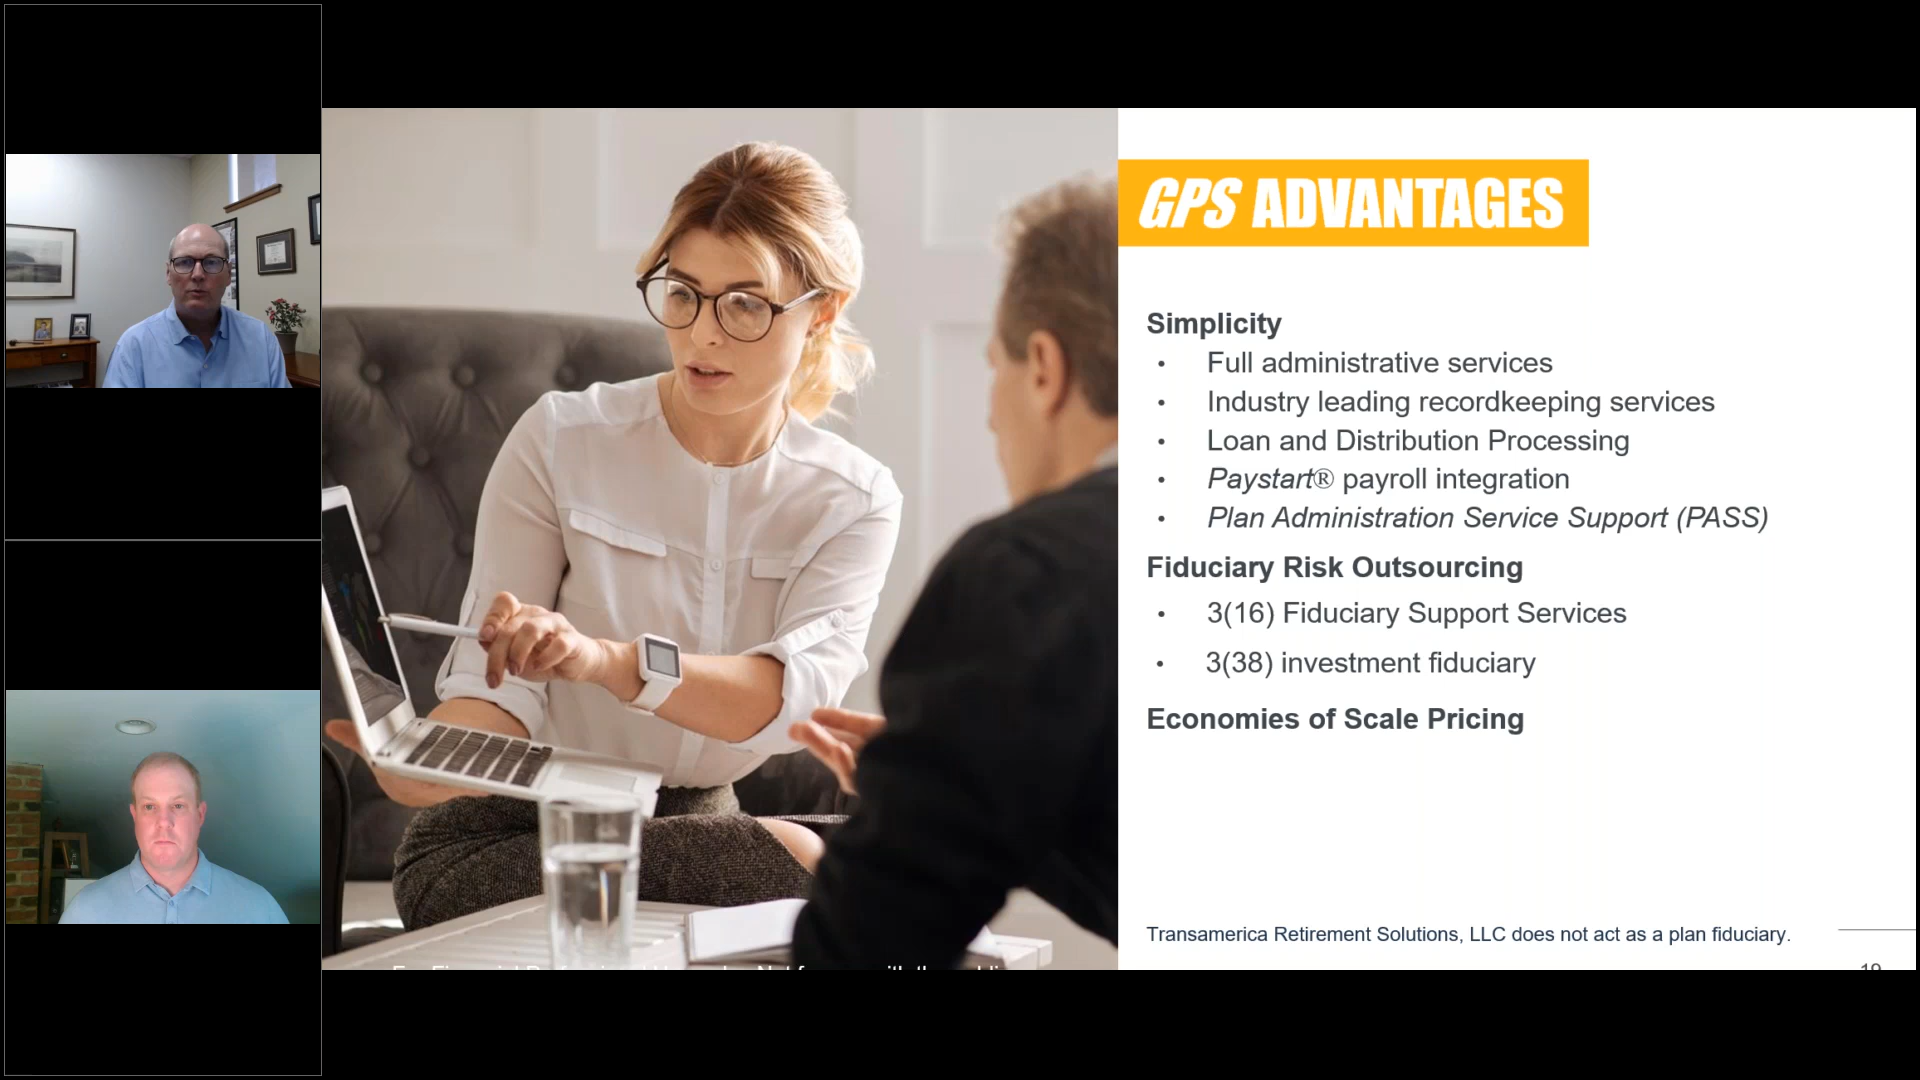 GPS ADVANTAGES
Simplicity
• Full administrative services
• Industry leading recordkeeping services
• Loan and Distribution Processing
• Paystart® payroll integration
• Plan Administration Service Support (PASS)
Fiduciary Risk Outsourcing
• 3(16) Fiduciary Support Services
• 3(38) investment fiduciary
Economies of Scale Pricing
Transamerica Retirement Solutions, LLC does not act as a plan fiduciary.
19